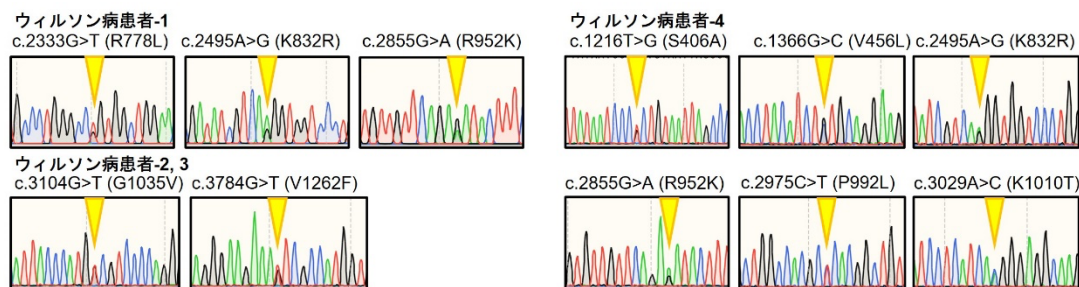 ウィルソン病患者-1
c.2333G>T (R778L) c.2495A>G (K832R) c.2855G>A (R952K)
ウィルソン病患者-2, 3
c.3104G>T (G1035V) c.3784G>T (V1262F)
ウィルソン病患者-4
c.1216T>G (S406A) c.1366G>C (V456L) c.2495A>G (K832R)
c.2855G>A (R952K) c.2975C>T (P992L) c.3029A>C (K1010T)